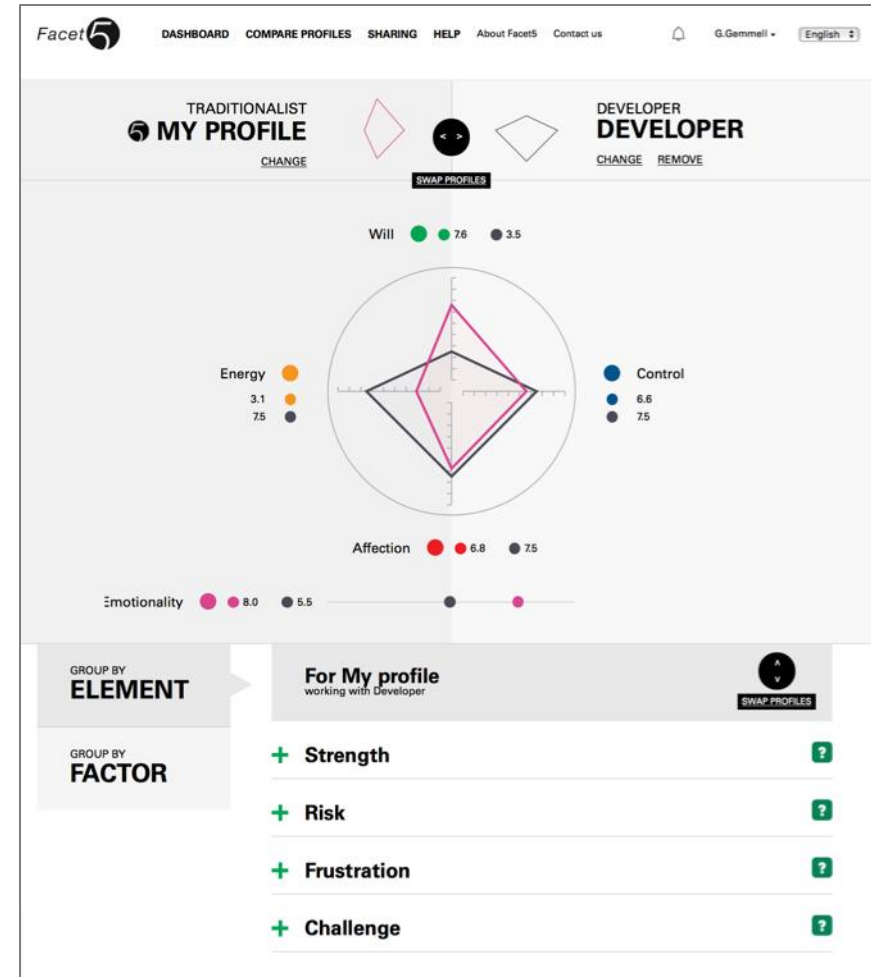 Facet5 DASHBOARD COMPARE PROFILES SHARING HELP About Facet5 Contact us G.Gemmell English
TRADITIONALIST
5 MY PROFILE
CHANGE
< >
SWAP PROFILES
DEVELOPER
DEVELOPER
CHANGE REMOVE
Will 7.6 3.5
Energy
3.1
7.5
Control
6.6
7.5
Affection 6.8 7.5
Emotionality 8.0 5.5
GROUP BY
ELEMENT
GROUP BY
FACTOR
For My profile
working with Developer
SWAP PROFILES
+ Strength ?
+ Risk ?
+ Frustration ?
+ Challenge ?